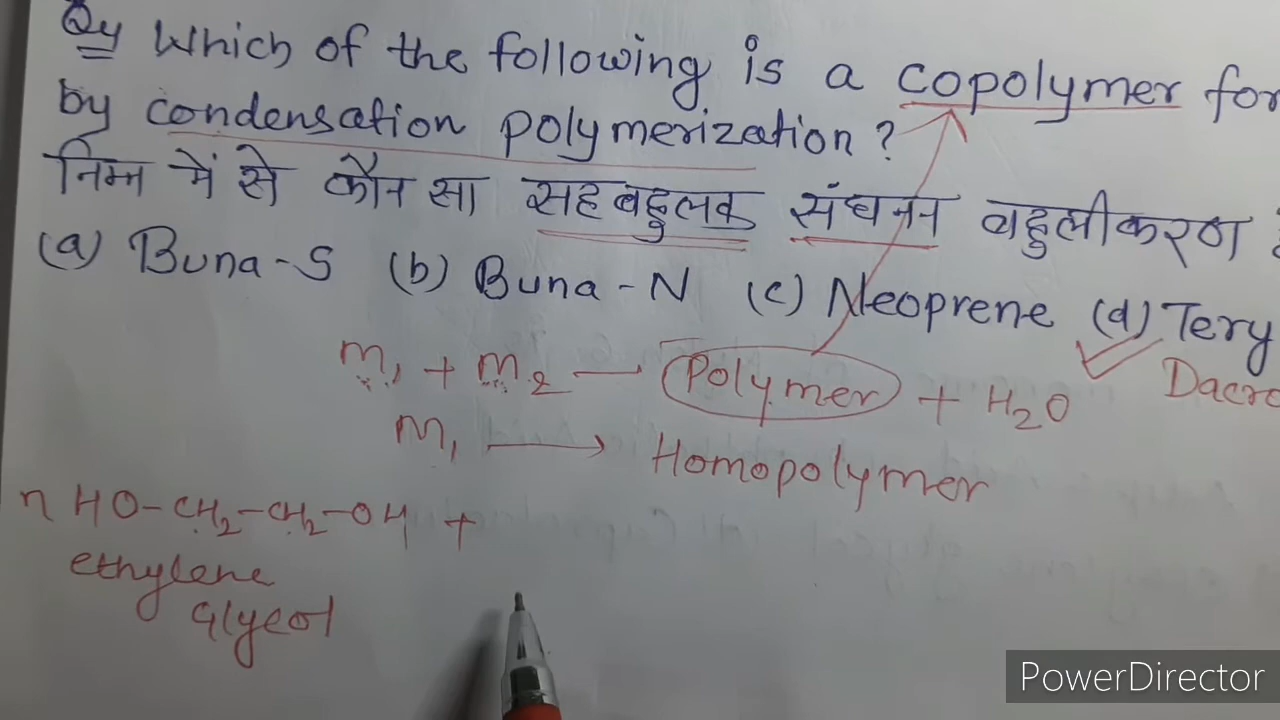 Qy Which of the following is a copolymer for
by condensation polymerization?
निम्न में से कौन सा सहबहुलक संघनन बहुलीकरण
(a) Buna-S (b) Buna-N (c) Neoprene (d) Tery
Dacro
M1 + M2 → Polymer + H2O
M1 → Homopolymer
n HO-CH2-CH2-OH +
ethylene
Glycol
PowerDirector